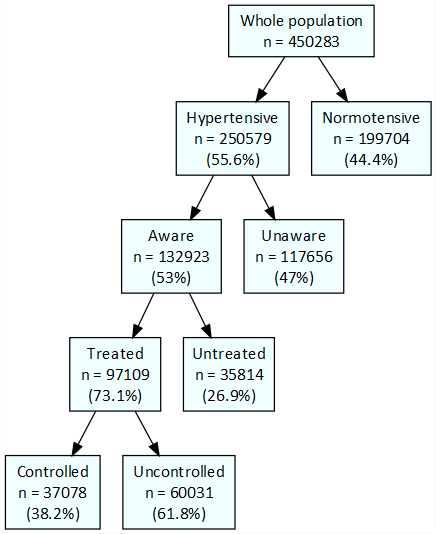 Whole population
n = 450283
Hypertensive
n = 250579
(55.6%)
Normotensive
n = 199704
(44.4%)
Aware
n = 132923
(53%)
Unaware
n = 117656
(47%)
Treated
n = 97109
(73.1%)
Untreated
n = 35814
(26.9%)
Controlled
n = 37078
(38.2%)
Uncontrolled
n = 60031
(61.8%)